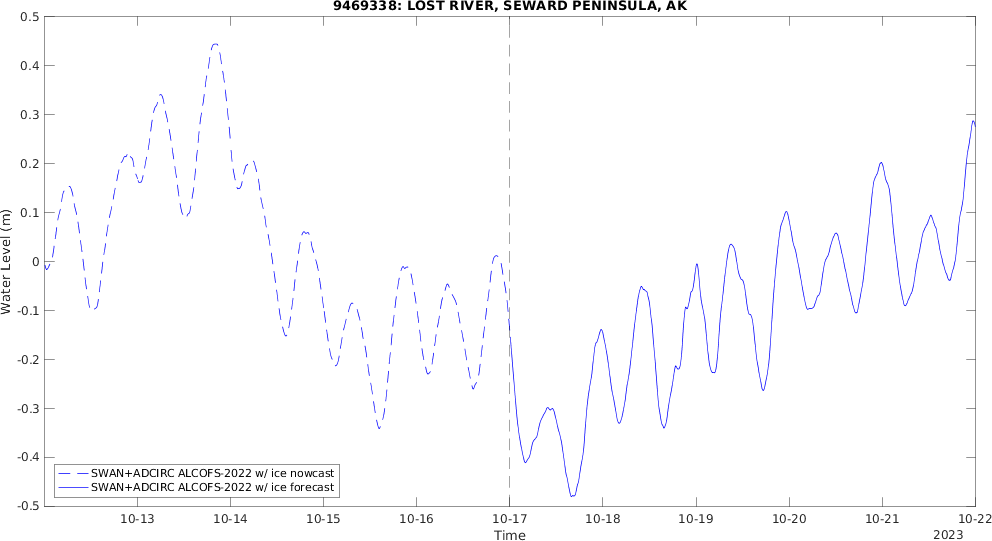 9469338: LOST RIVER, SEWARD PENINSULA, AK
Water Level (m)
0.5
0.4
0.3
0.2
0.1
0
-0.1
-0.2
-0.3
-0.4
-0.5
SWAN+ADCIRC ALCOFS-2022 w/ ice nowcast
SWAN+ADCIRC ALCOFS-2022 w/ ice forecast
10-13 10-14 10-15 10-16 10-17 10-18 10-19 10-20 10-21 10-22
Time
2023